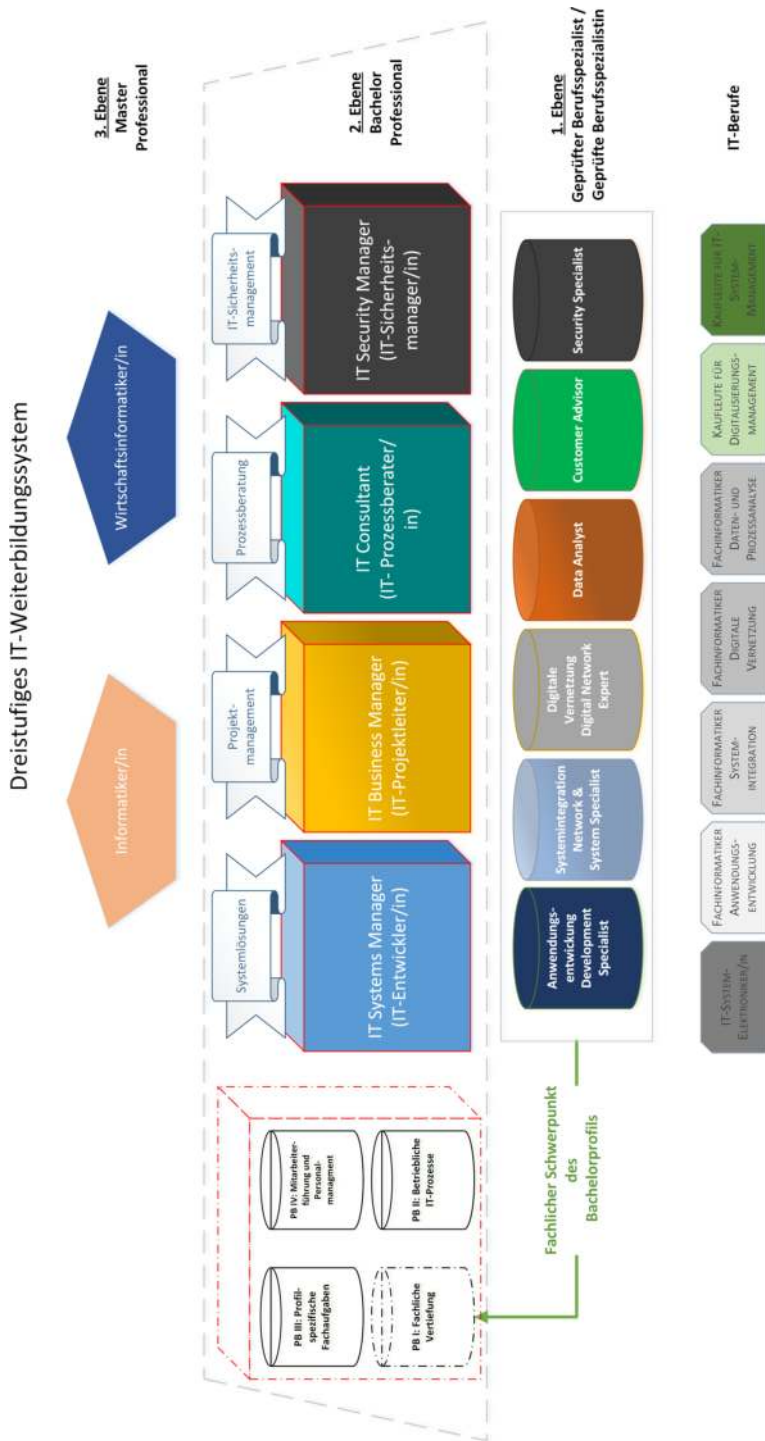 Dreistufiges IT-Weiterbildungssystem
Informatiker/in
Wirtschaftsinformatiker/in
3. Ebene
Master
Professional
Systemlösungen
Projekt-
management
Prozessberatung
IT-Sicherheits-
management
2. Ebene
Bachelor
Professional
PB III: Profil-
spezifische
Fachaufgaben
PB IV: Mitarbeiter-
führung und
Personal-
managment
PB I: Fachliche
Vertiefung
PB II: Betriebliche
IT-Prozesse
IT Systems Manager
(IT-Entwickler/in)
IT Business Manager
(IT-Projektleiter/in)
IT Consultant
(IT- Prozessberater/
in)
IT Security Manager
(IT-Sicherheits-
manager/in)
Fachlicher Schwerpunkt
des
Bachelorprofils
Anwendungs-
entwickung
Development
Specialist
Systemintegration
Network &
System Specialist
Digitale
Vernetzung
Digital Network
Expert
Data Analyst
Customer Advisor
Security Specialist
1. Ebene
Geprüfter Berufsspezialist /
Geprüfte Berufsspezialistin
IT-SYSTEM-
ELEKTRONIKER/IN
FACHINFORMATIKER
ANWENDUNGS-
ENTWICKLUNG
FACHINFORMATIKER
SYSTEM-
INTEGRATION
FACHINFORMATIKER
DIGITALE
VERNETZUNG
FACHINFORMATIKER
DATEN- UND
PROZESSANALYSE
KAUFLEUTE FÜR
DIGITALISIERUNGS-
MANAGEMENT
KAUFLEUTE FÜR IT-
SYSTEM-
MANAGEMENT
IT-Berufe